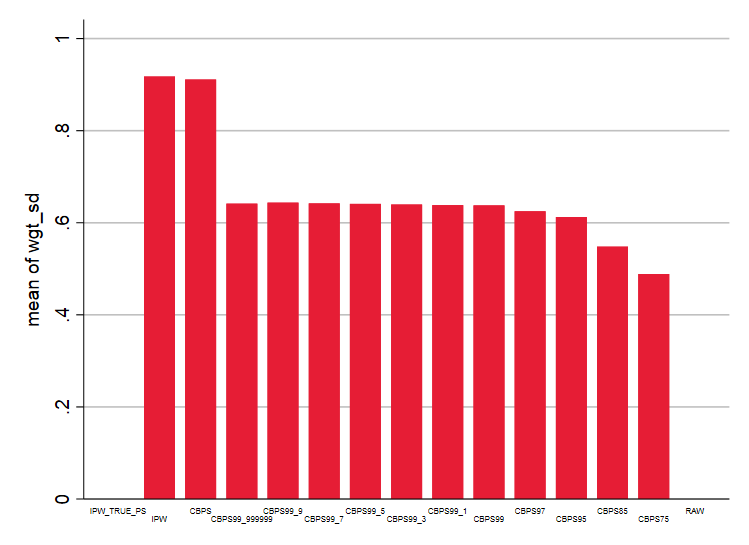 mean of wgt_sd
1
.8
.6
.4
.2
0
IPW_TRUE_PS
IPW
CBPS
CBPS99_999999
CBPS99_9
CBPS99_7
CBPS99_5
CBPS99_3
CBPS99_1
CBPS99
CBPS97
CBPS95
CBPS85
CBPS75
RAW